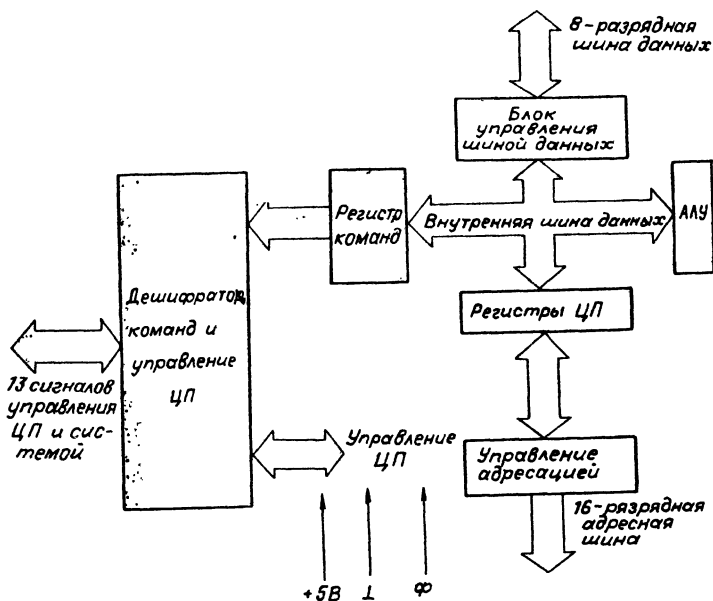 8-разрядная
шина данных
Блок
управления
шиной данных
Регистр
команд
Внутренняя шина данных
АЛУ
Дешифратор
команд и
управление
ЦП
Регистры ЦП
13 сигналов
управления
ЦП и сис-
темой
Управление
ЦП
Управление
адресацией
16-рязрядная
адресная
шина
+5В
⊥
Ф